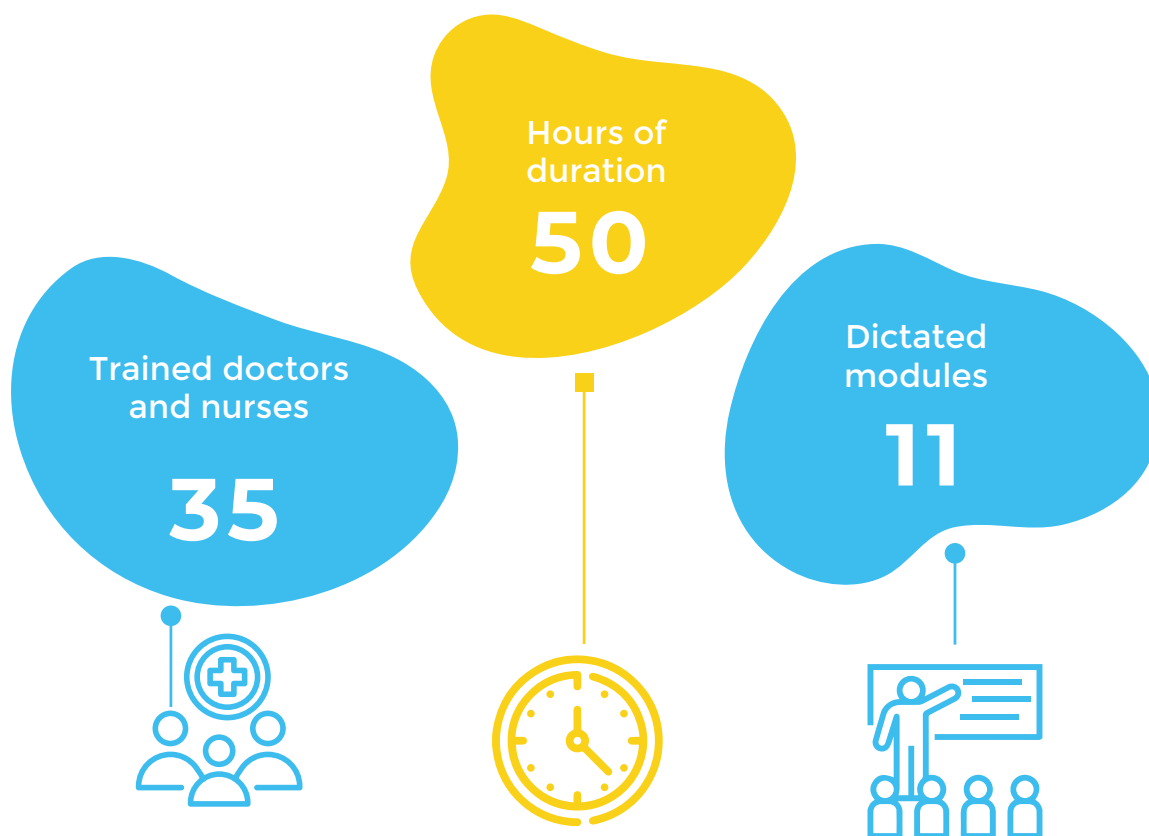 Hours of
duration
50
Trained doctors
and nurses
35
Dictated
modules
11